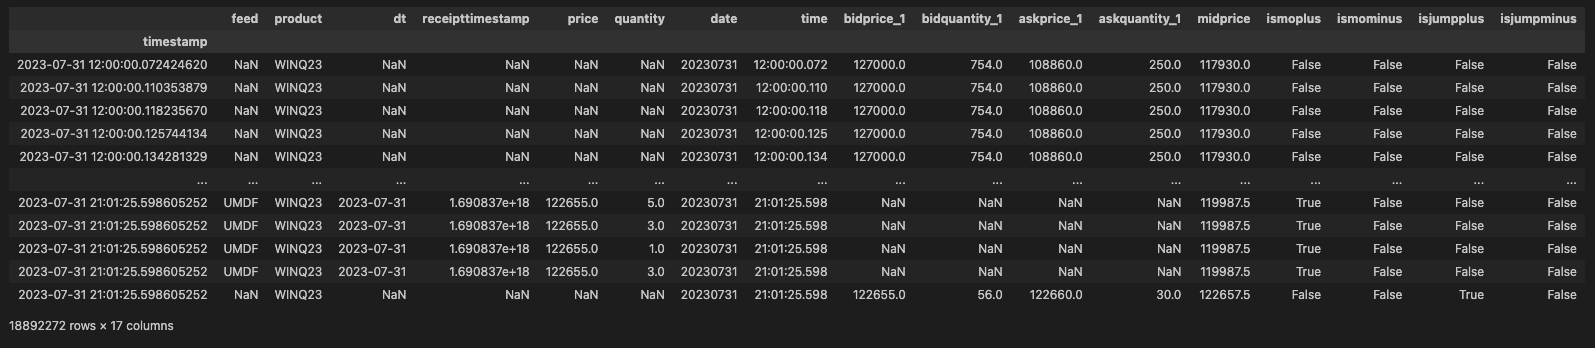 feed product dt receipttimestamp price quantity date time bidprice_1 bidquantity_1 askprice_1 askquantity_1 midprice ismoplus ismominus isjumpplus isjumpminus
timestamp
2023-07-31 12:00:00.072424620 NaN WINQ23 NaN NaN NaN NaN 20230731 12:00:00.072 127000.0 754.0 108860.0 250.0 117930.0 False False False False
2023-07-31 12:00:00.110353879 NaN WINQ23 NaN NaN NaN NaN 20230731 12:00:00.110 127000.0 754.0 108860.0 250.0 117930.0 False False False False
2023-07-31 12:00:00.118235670 NaN WINQ23 NaN NaN NaN NaN 20230731 12:00:00.118 127000.0 754.0 108860.0 250.0 117930.0 False False False False
2023-07-31 12:00:00.125744134 NaN WINQ23 NaN NaN NaN NaN 20230731 12:00:00.125 127000.0 754.0 108860.0 250.0 117930.0 False False False False
2023-07-31 12:00:00.134281329 NaN WINQ23 NaN NaN NaN NaN 20230731 12:00:00.134 127000.0 754.0 108860.0 250.0 117930.0 False False False False
... ... ... ... ... ... ... ... ... ... ... ... ... ... ... ... ... ...
2023-07-31 21:01:25.598605252 UMDF WINQ23 2023-07-31 1.690837e+18 122655.0 5.0 20230731 21:01:25.598 NaN NaN NaN NaN 119987.5 True False False False
2023-07-31 21:01:25.598605252 UMDF WINQ23 2023-07-31 1.690837e+18 122655.0 3.0 20230731 21:01:25.598 NaN NaN NaN NaN 119987.5 True False False False
2023-07-31 21:01:25.598605252 UMDF WINQ23 2023-07-31 1.690837e+18 122655.0 1.0 20230731 21:01:25.598 NaN NaN NaN NaN 119987.5 True False False False
2023-07-31 21:01:25.598605252 UMDF WINQ23 2023-07-31 1.690837e+18 122655.0 3.0 20230731 21:01:25.598 NaN NaN NaN NaN 119987.5 True False False False
2023-07-31 21:01:25.598605252 NaN WINQ23 NaN NaN NaN NaN 20230731 21:01:25.598 122655.0 56.0 122660.0 30.0 122657.5 False False True False
18892272 rows × 17 columns